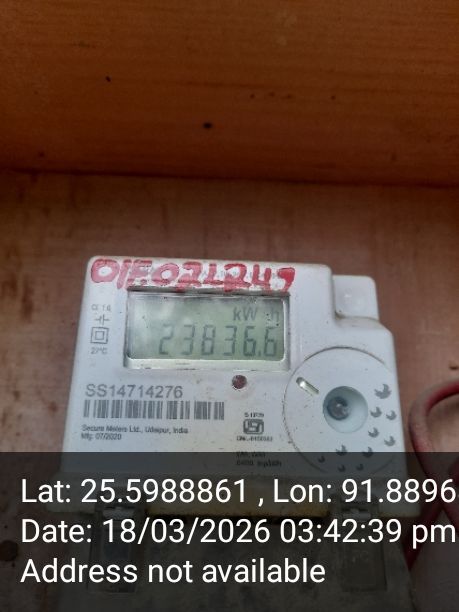 kW h
23836.6
27°C
SS14714276
Secure Meters Ltd., Udaipur, India
Mfg: 07/2020
Lat: 25.5988861 , Lon: 91.8896
Date: 18/03/2026 03:42:39 pm
Address not available